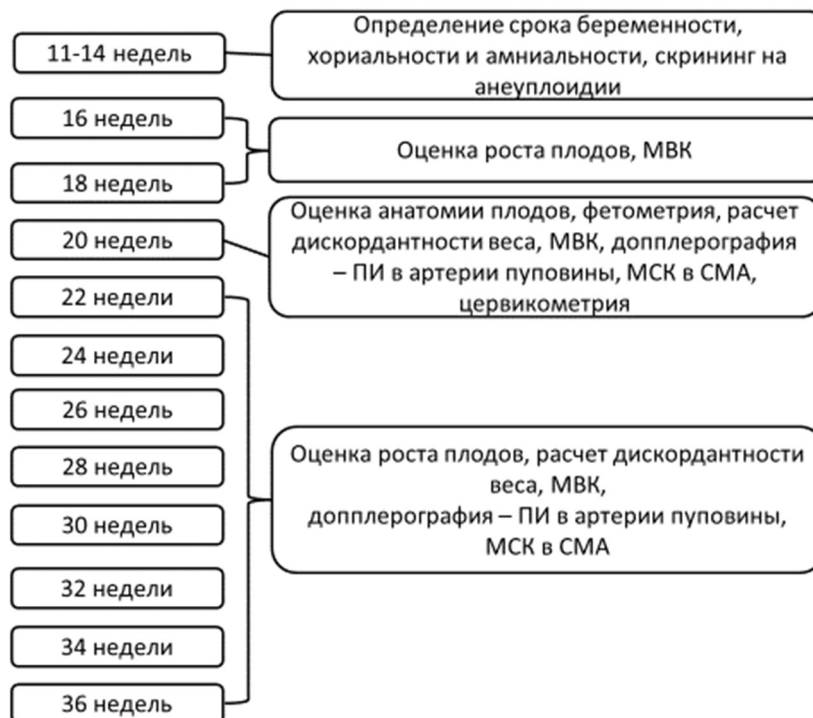 11-14 недель
Определение срока беременности,
хориальности и амниальности, скрининг на
анеуплоидии
16 недель
18 недель
Оценка роста плодов, МВК
20 недель
Оценка анатомии плодов, фетометрия, расчет
дискордантности веса, МВК, допплерография
– ПИ в артерии пуповины, МСК в СМА,
цервикометрия
22 недели
24 недели
26 недель
28 недель
30 недель
32 недели
34 недели
36 недель
Оценка роста плодов, расчет дискордантности
веса, МВК,
допплерография – ПИ в артерии пуповины,
МСК в СМА